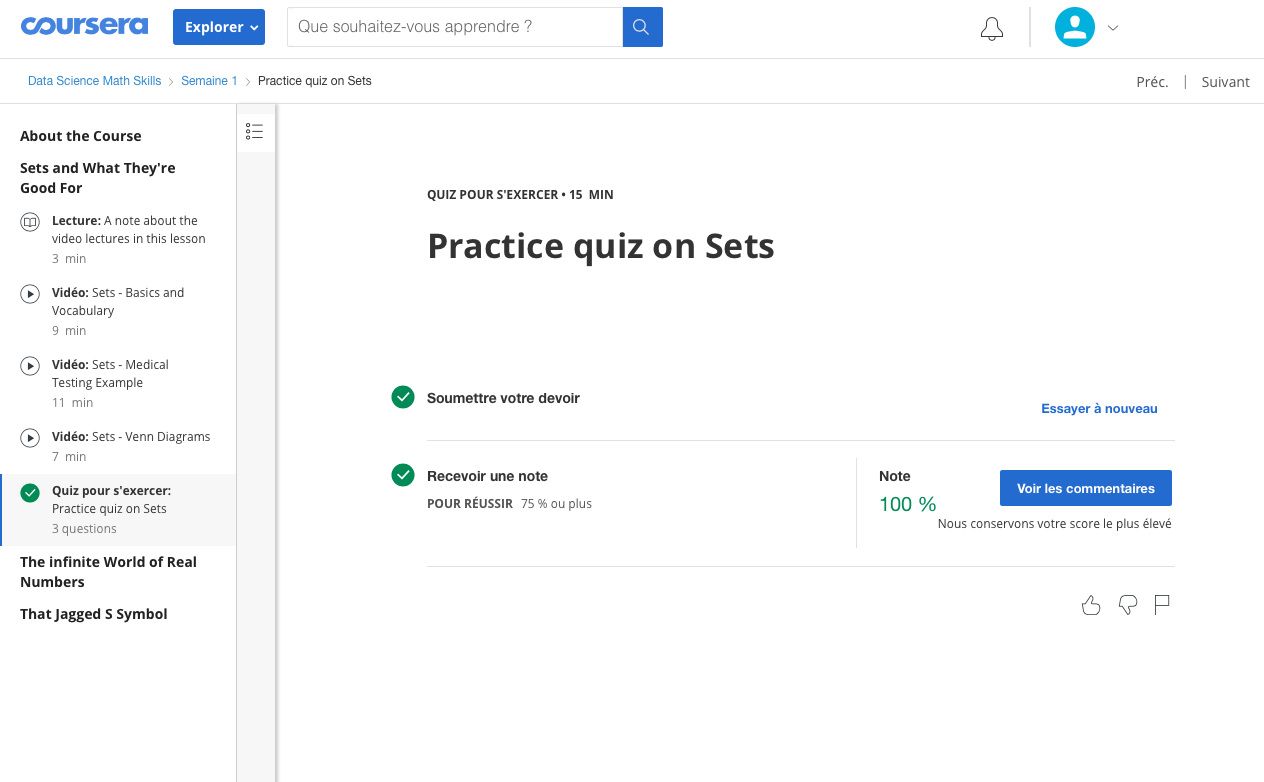 coursera
Explorer
Que souhaitez-vous apprendre ?
Data Science Math Skills
Semaine 1
Practice quiz on Sets
Préc.
|
Suivant
About the Course
Sets and What They're
Good For
Lecture: A note about the
video lectures in this lesson
3 min
Vidéo: Sets - Basics and
Vocabulary
9 min
Vidéo: Sets - Medical
Testing Example
11 min
Vidéo: Sets - Venn Diagrams
7 min
Quiz pour s'exercer:
Practice quiz on Sets
3 questions
The infinite World of Real
Numbers
That Jagged S Symbol
QUIZ POUR S'EXERCER • 15 MIN
Practice quiz on Sets
Soumettre votre devoir
Essayer à nouveau
Recevoir une note
POUR RÉUSSIR 75 % ou plus
Note
100 %
Voir les commentaires
Nous conservons votre score le plus élevé